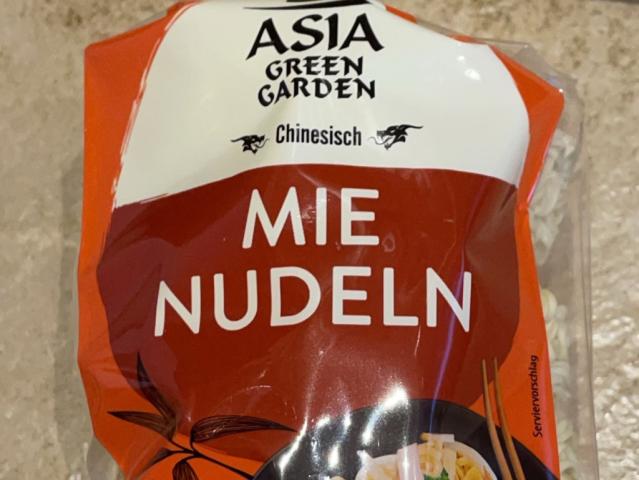 ASIA
GREEN
GARDEN
Chinesisch
MIE
NUDELN
Serviervorschlag